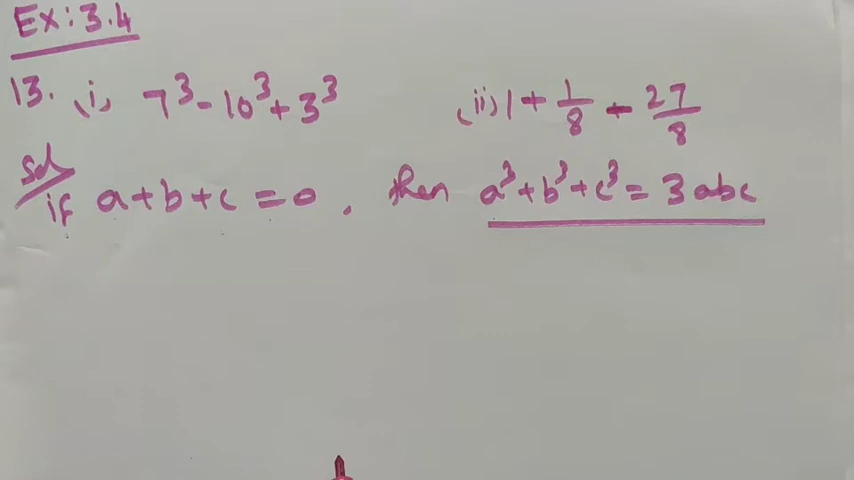 Ex: 3.4
13. (i) 7³ - 10³ + 3³ (ii) 1 + 1/8 - 27/8
Sol
if a + b + c = 0, then a³ + b³ + c³ = 3abc